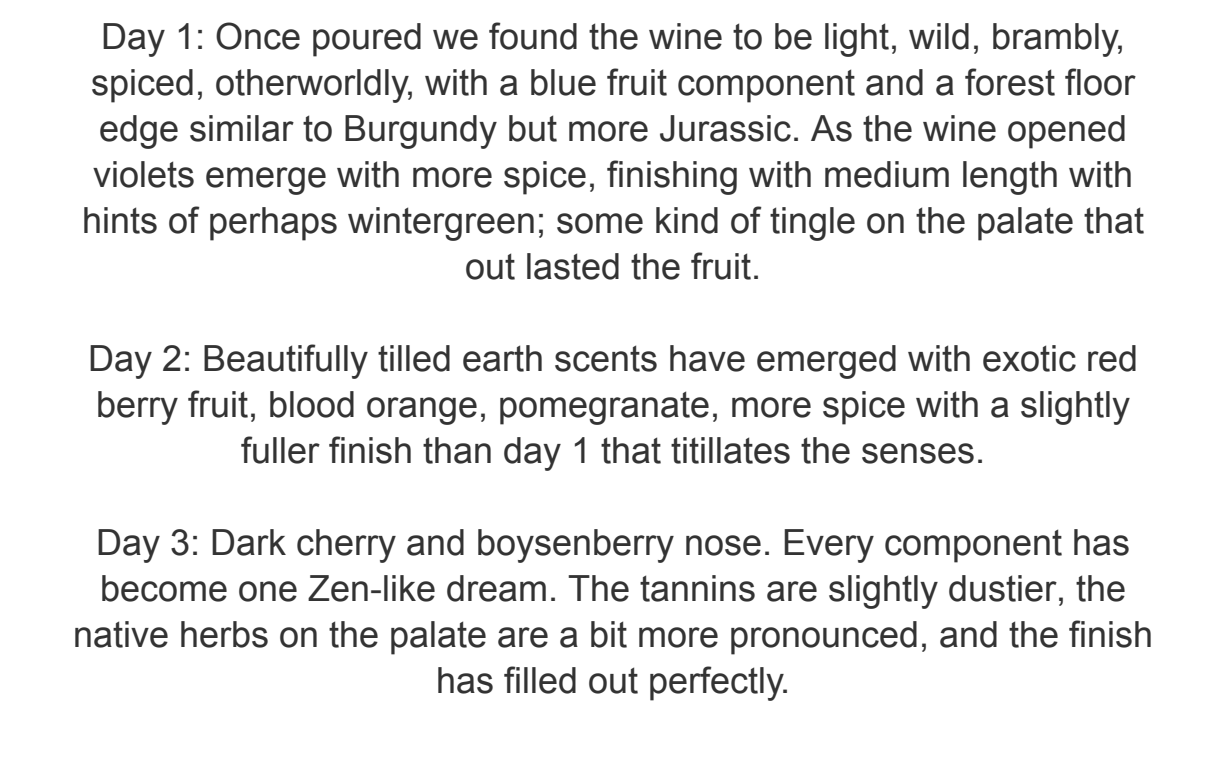 Day 1: Once poured we found the wine to be light, wild, brambly,
spiced, otherworldly, with a blue fruit component and a forest floor
edge similar to Burgundy but more Jurassic. As the wine opened
violets emerge with more spice, finishing with medium length with
hints of perhaps wintergreen; some kind of tingle on the palate that
out lasted the fruit.
Day 2: Beautifully tilled earth scents have emerged with exotic red
berry fruit, blood orange, pomegranate, more spice with a slightly
fuller finish than day 1 that titillates the senses.
Day 3: Dark cherry and boysenberry nose. Every component has
become one Zen-like dream. The tannins are slightly dustier, the
native herbs on the palate are a bit more pronounced, and the finish
has filled out perfectly.